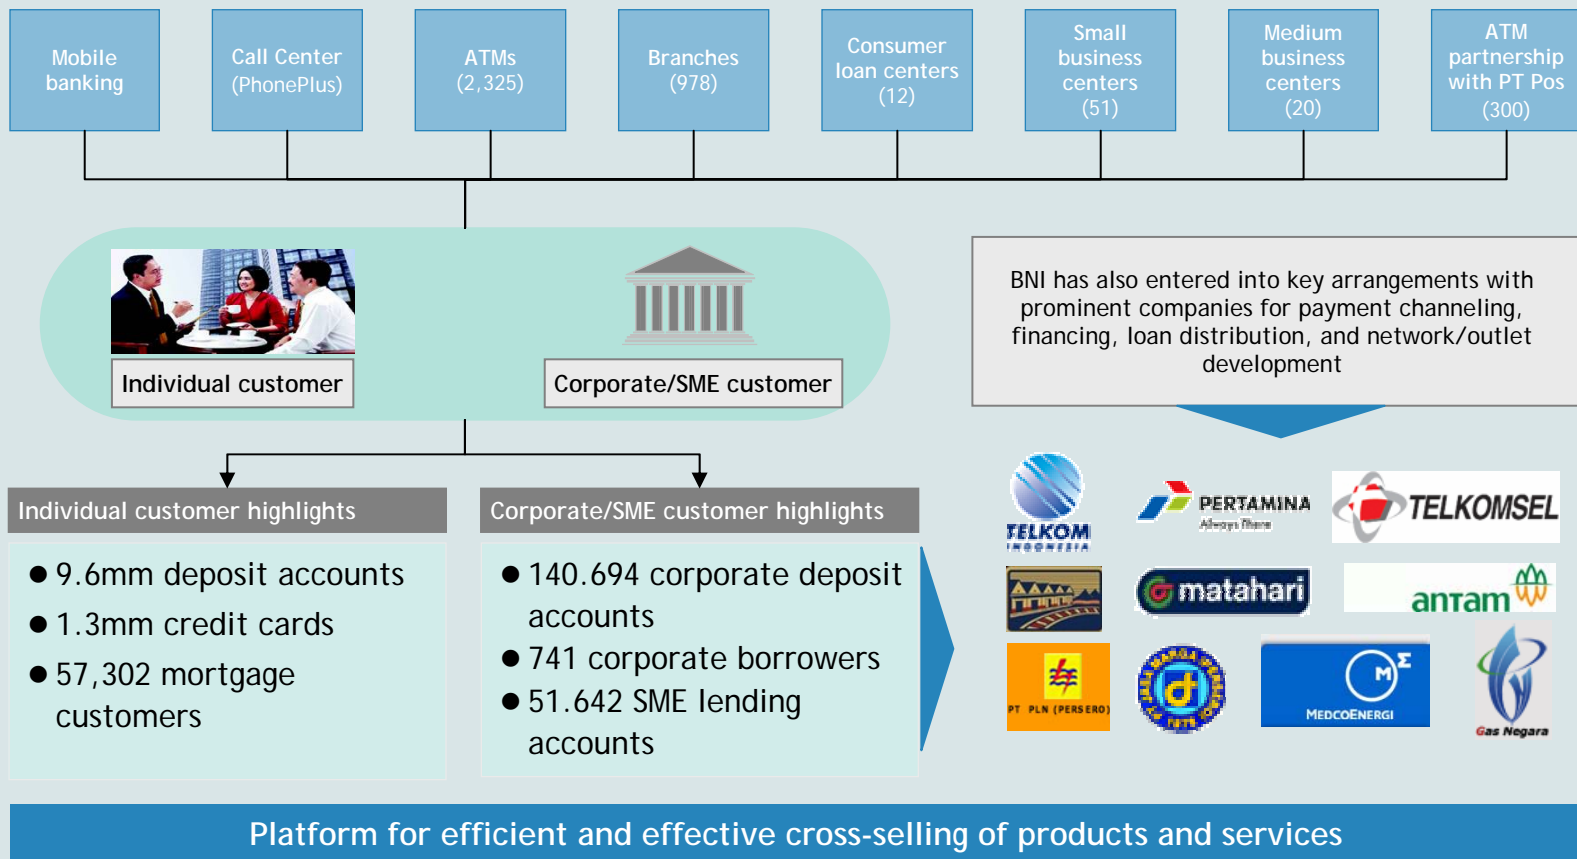 Mobile
banking
Call Center
(PhonePlus)
ATMs
(2,325)
Branches
(978)
Consumer
loan centers
(12)
Small
business
centers
(51)
Medium
business
centers
(20)
ATM
partnership
with PT Pos
(300)
Individual customer
Corporate/SME customer
BNI has also entered into key arrangements with
prominent companies for payment channeling,
financing, loan distribution, and network/outlet
development
Individual customer highlights
● 9.6mm deposit accounts
● 1.3mm credit cards
● 57,302 mortgage
customers
Corporate/SME customer highlights
● 140.694 corporate deposit
accounts
● 741 corporate borrowers
● 51.642 SME lending
accounts
TELKOM
INDONESIA
PERTAMINA
Always There
TELKOMSEL
matahari
antam
PT PLN (PERSERO)
MEDCOENERGI
Gas Negara
Platform for efficient and effective cross-selling of products and services